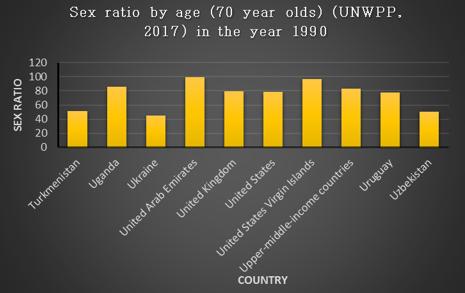 Sex ratio by age (70 year olds) (UNWPP,
2017) in the year 1990
120
100
80
60
40
20
0
SEX RATIO
Turkmenistan
Uganda
Ukraine
United Arab Emirates
United Kingdom
United States
United States Virgin Islands
Upper-middle-income countries
Uruguay
Uzbekistan
COUNTRY